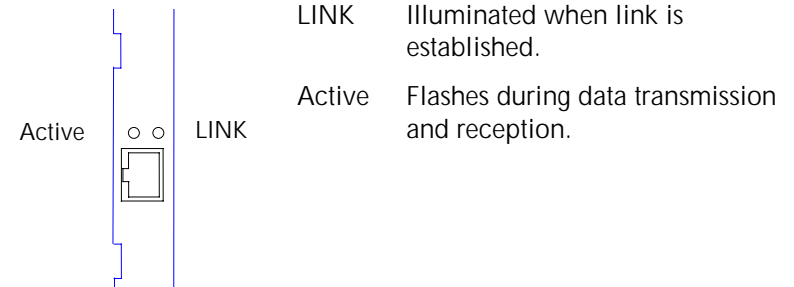 LINK Illuminated when link is
established.
Active Flashes during data transmission
and reception.
Active LINK